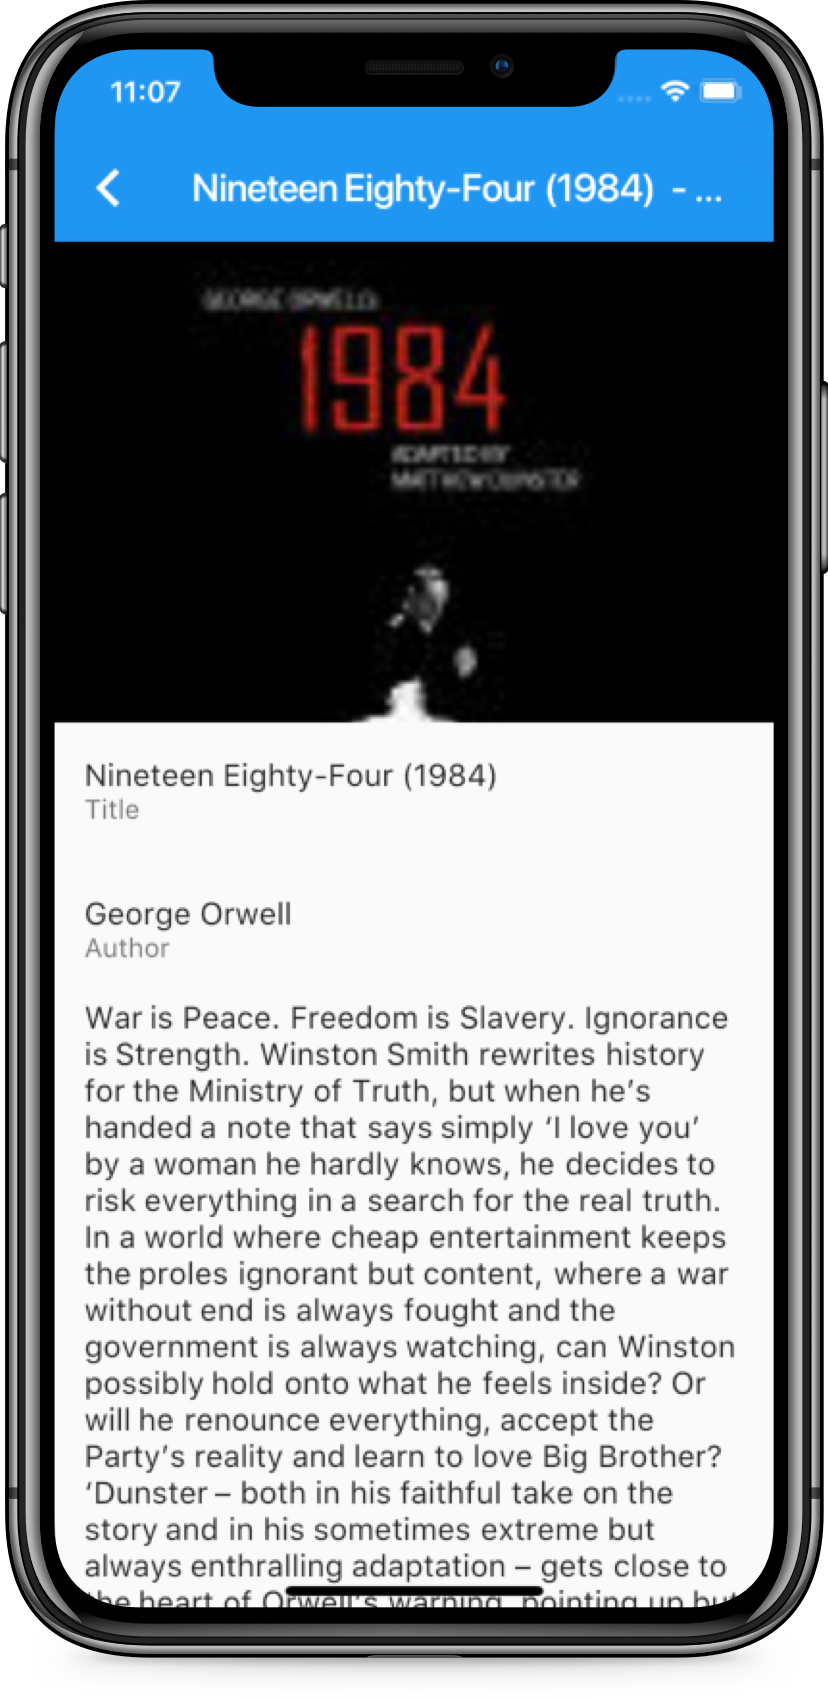 11:07
Nineteen Eighty-Four (1984) - ...
GEORGE ORWELL'S
1984
ADAPTED BY
MATTHEW DUNSTER
Nineteen Eighty-Four (1984)
Title
George Orwell
Author
War is Peace. Freedom is Slavery. Ignorance
is Strength. Winston Smith rewrites history
for the Ministry of Truth, but when he’s
handed a note that says simply ‘I love you’
by a woman he hardly knows, he decides to
risk everything in a search for the real truth.
In a world where cheap entertainment keeps
the proles ignorant but content, where a war
without end is always fought and the
government is always watching, can Winston
possibly hold onto what he feels inside? Or
will he renounce everything, accept the
Party’s reality and learn to love Big Brother?
‘Dunster – both in his faithful take on the
story and in his sometimes extreme but
always enthralling adaptation – gets close to
the heart of Orwell's warning, pointing up but